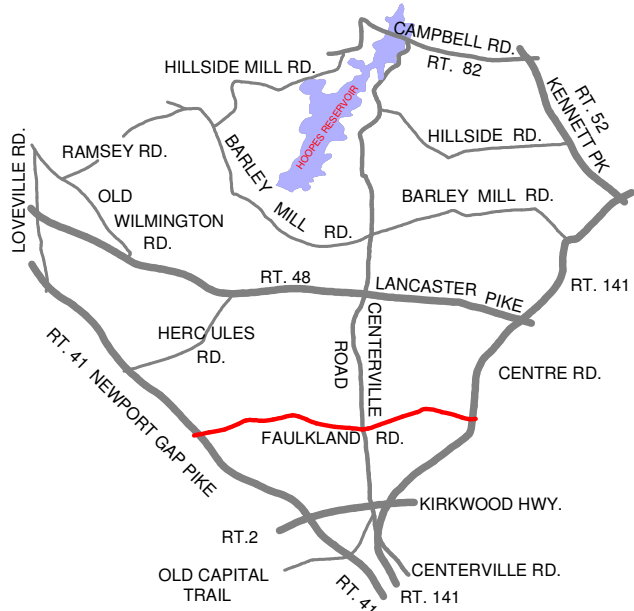 CAMPBELL RD.
RT. 82
HILLSIDE MILL RD.
RT. 52
KENNETT PK
HOOPES RESERVOIR
HILLSIDE RD.
LOVEVILLE RD.
RAMSEY RD.
BARLEY
MILL RD.
BARLEY MILL RD.
OLD
WILMINGTON
RD.
RT. 48
LANCASTER PIKE
RT. 141
HERCULES
RD.
CENTERVILLE
ROAD
CENTRE RD.
RT. 41 NEWPORT GAP PIKE
FAULKLAND RD.
KIRKWOOD HWY.
RT.2
OLD CAPITAL
TRAIL
CENTERVILLE RD.
RT. 41
RT. 141